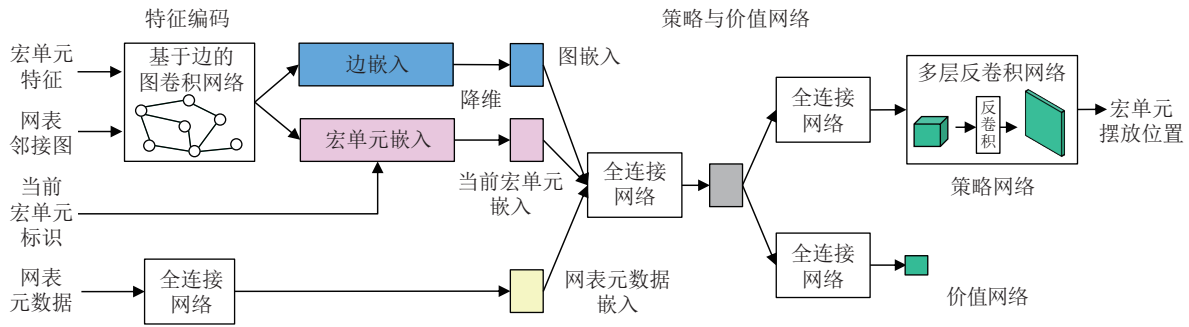 特征编码
策略与价值网络
宏单元
特征
网表
邻接图
当前
宏单元
标识
网表
元数据
基于边的
图卷积网络
边嵌入
图嵌入
降维
宏单元嵌入
当前宏单元
嵌入
全连接
网络
网表元数据
嵌入
全连接
网络
全连接
网络
多层反卷积网络
反
卷
积
宏单元
摆放位置
策略网络
全连接
网络
价值网络